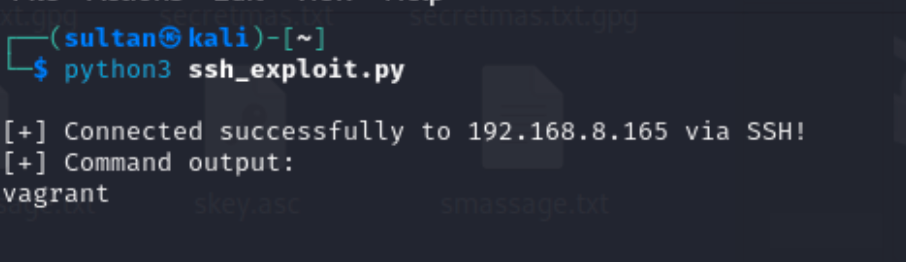 secretmas.txt.gpg secretmas.txt.gpg
┌──(sultan㉿kali)-[~]
└─$ python3 ssh_exploit.py
[+] Connected successfully to 192.168.8.165 via SSH!
[+] Command output:
vagrant
skey.asc smassage.txt